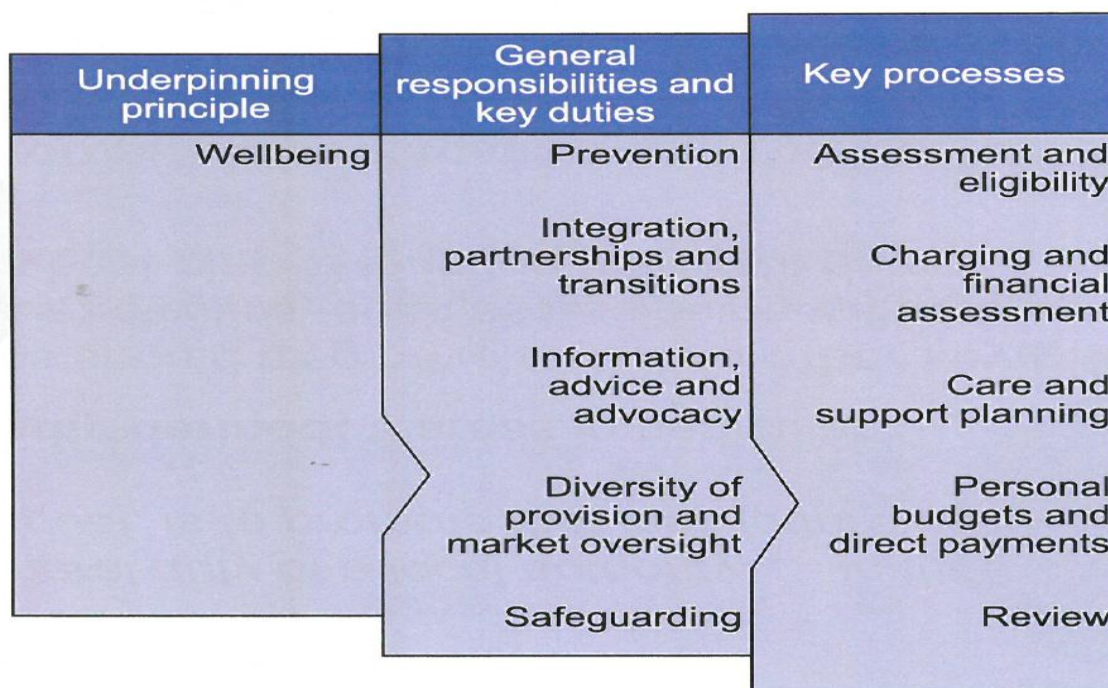 Underpinning
principle
Wellbeing
General
responsibilities and
key duties
Prevention
Integration,
partnerships and
transitions
Information,
advice and
advocacy
Diversity of
provision and
market oversight
Safeguarding
Key processes
Assessment and
eligibility
Charging and
financial
assessment
Care and
support planning
Personal
budgets and
direct payments
Review